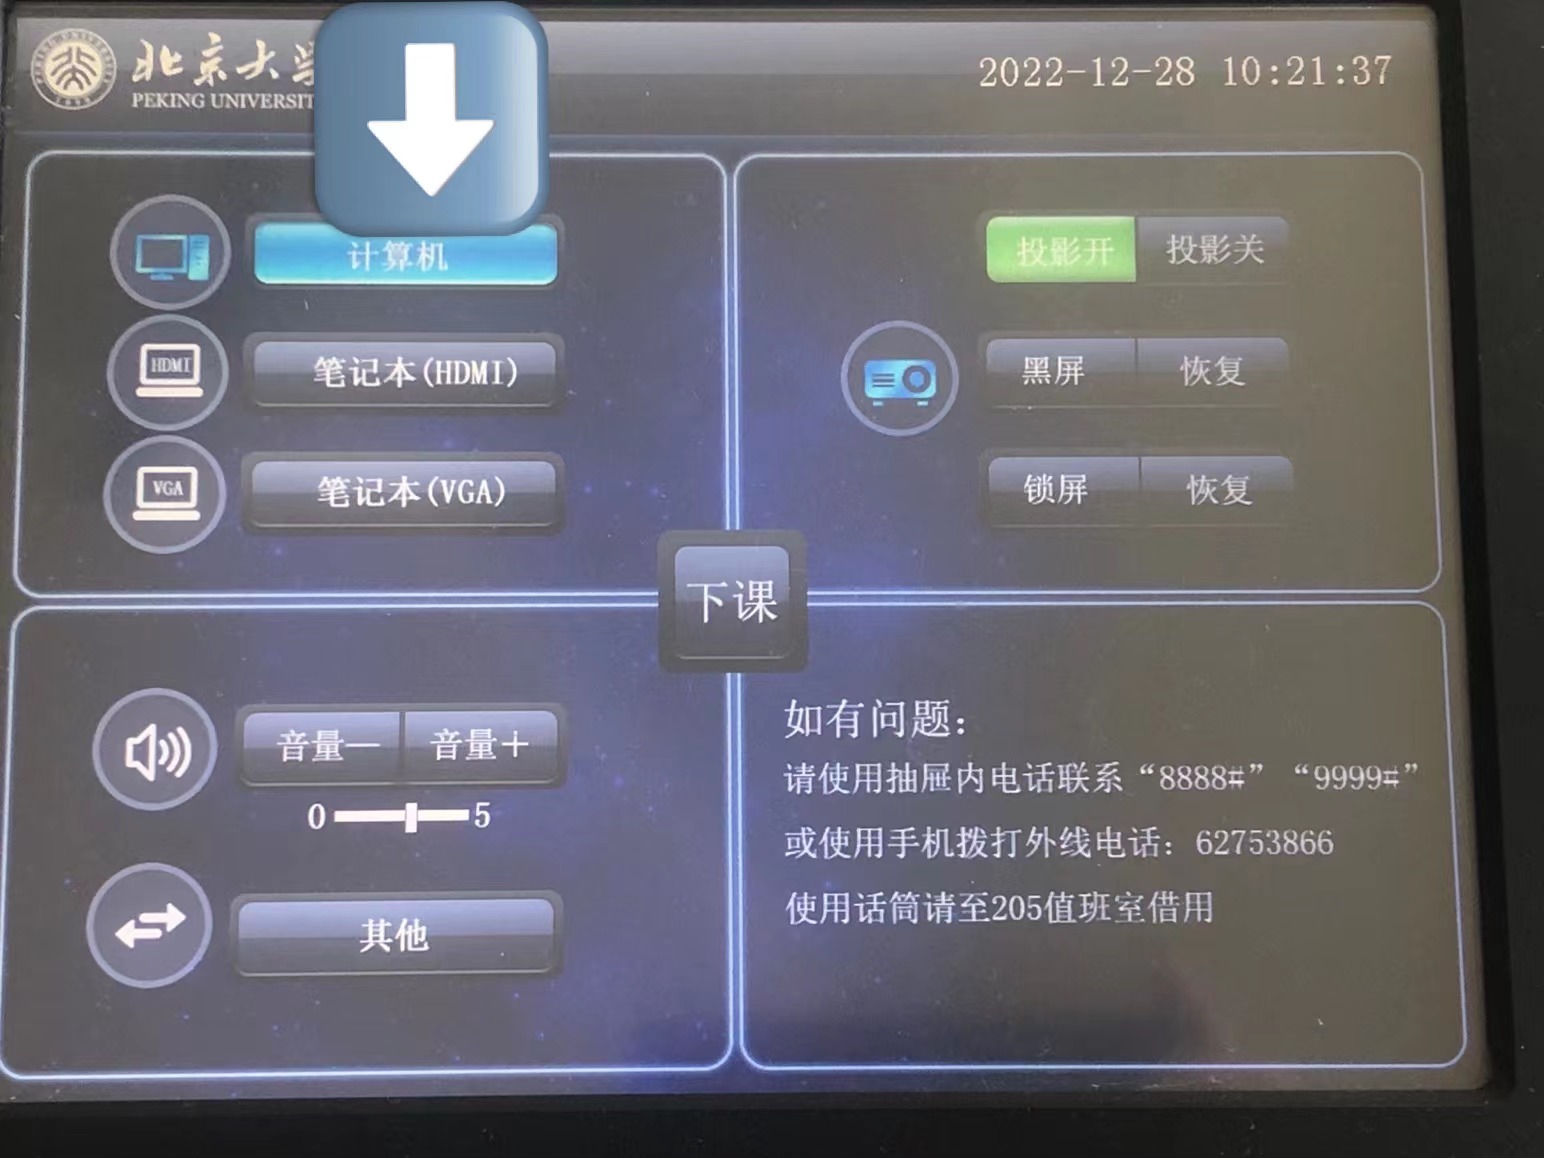 北京大学
PEKING UNIVERSIT
2022-12-28 10:21:37
计算机
HDMI
笔记本(HDMI)
VGA
笔记本(VGA)
投影开 投影关
黑屏 恢复
锁屏 恢复
下课
音量— 音量+
0 5
其他
如有问题:
请使用抽屉内电话联系“8888#”“9999#”
或使用手机拨打外线电话: 62753866
使用话筒请至205值班室借用